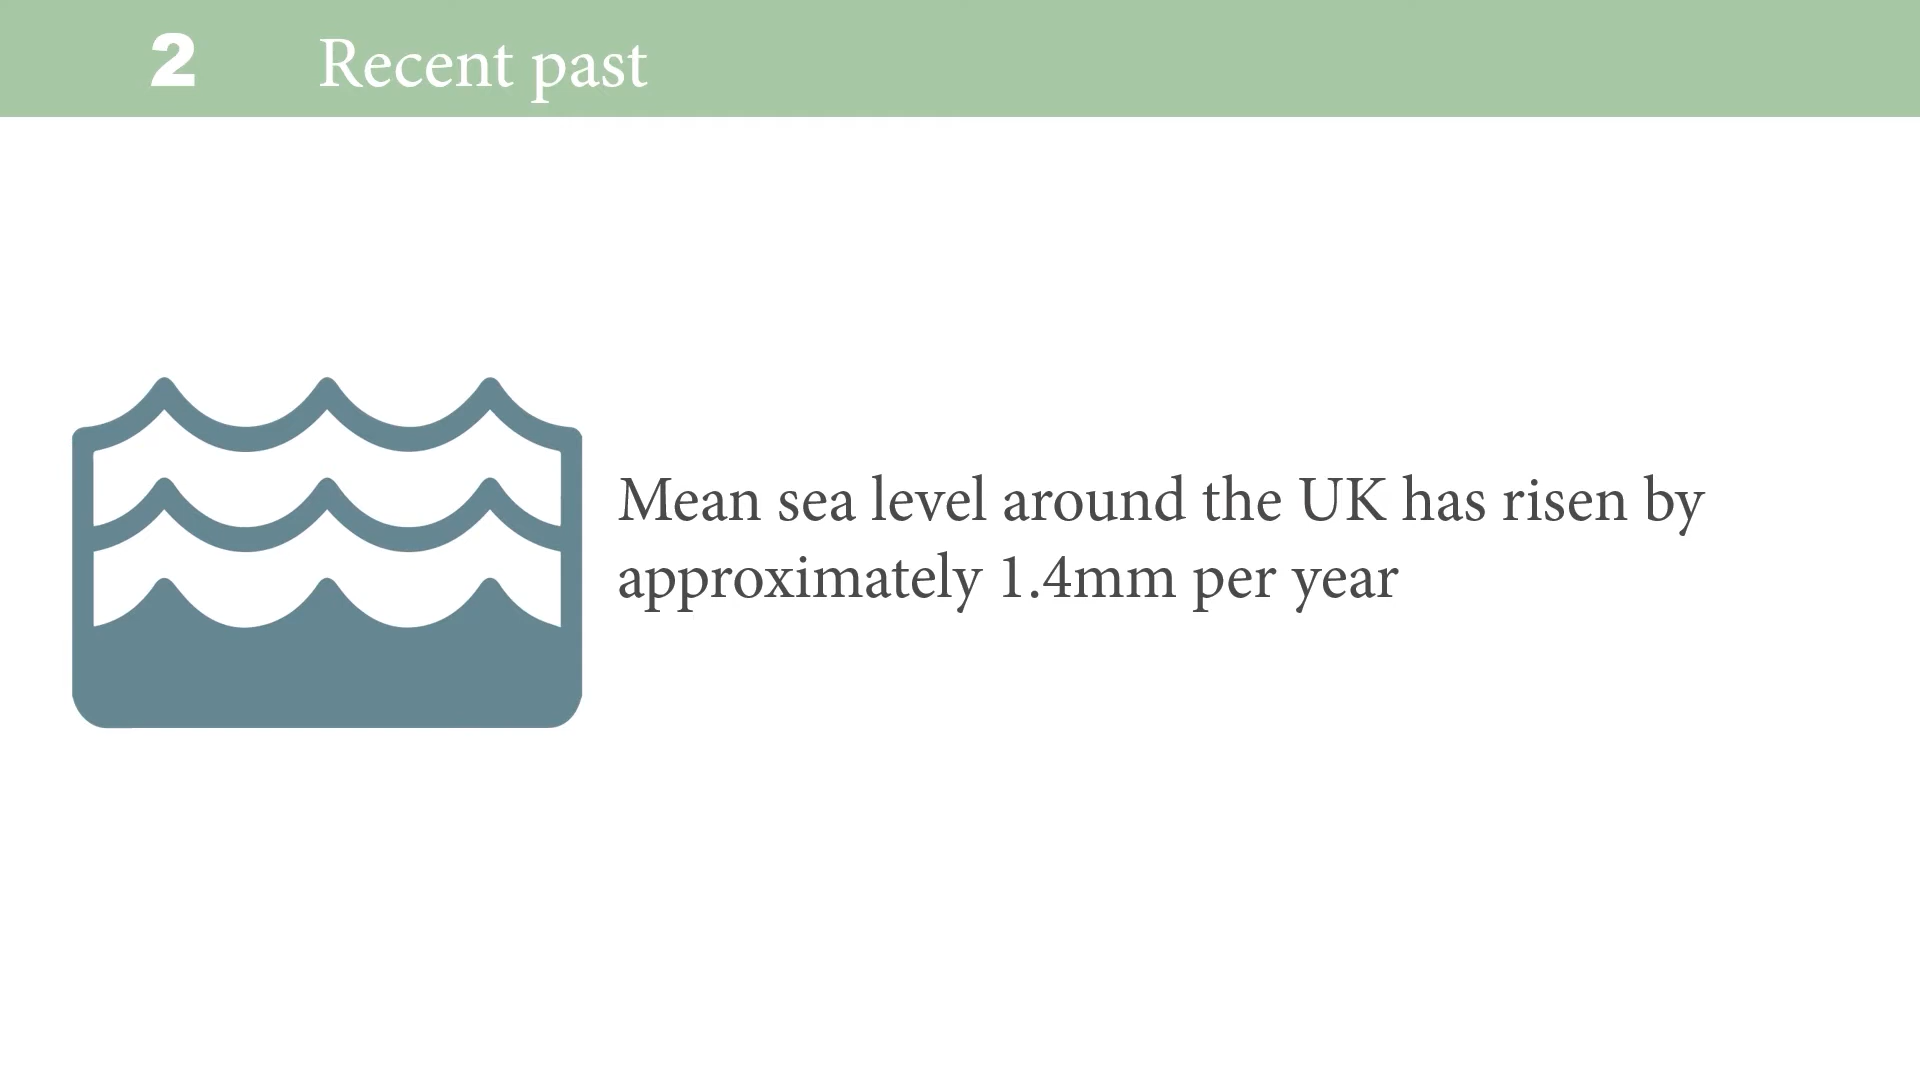 2 Recent past
Mean sea level around the UK has risen by
approximately 1.4mm per year